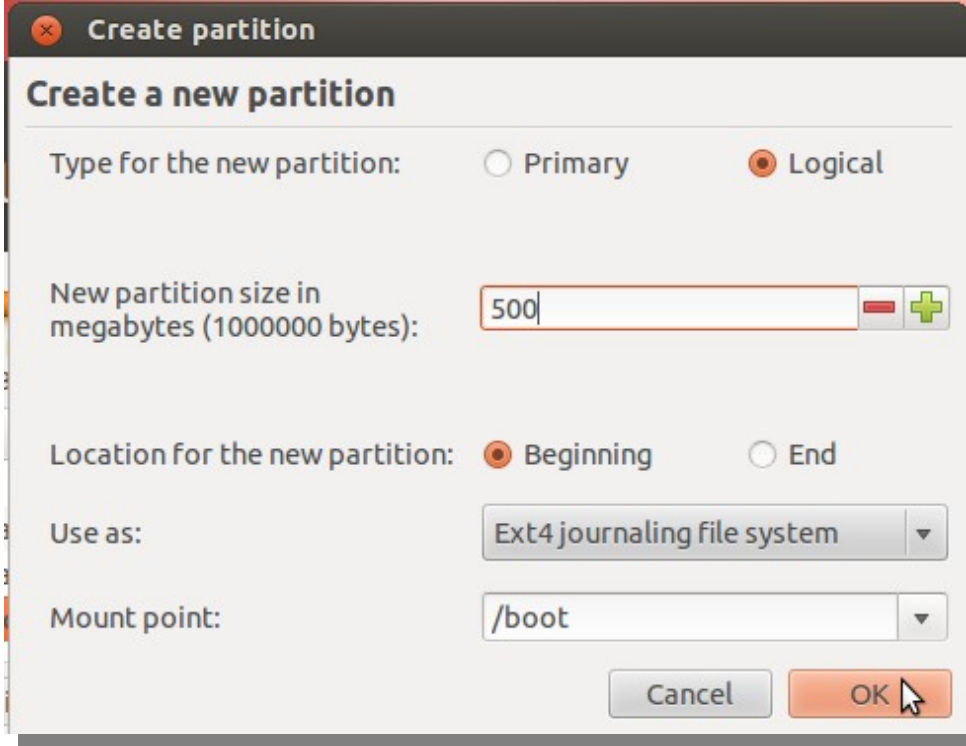 Create partition
Create a new partition
Type for the new partition: Primary Logical
New partition size in
megabytes (1000000 bytes): 500
Location for the new partition: Beginning End
Use as: Ext4 journaling file system
Mount point: /boot
Cancel OK